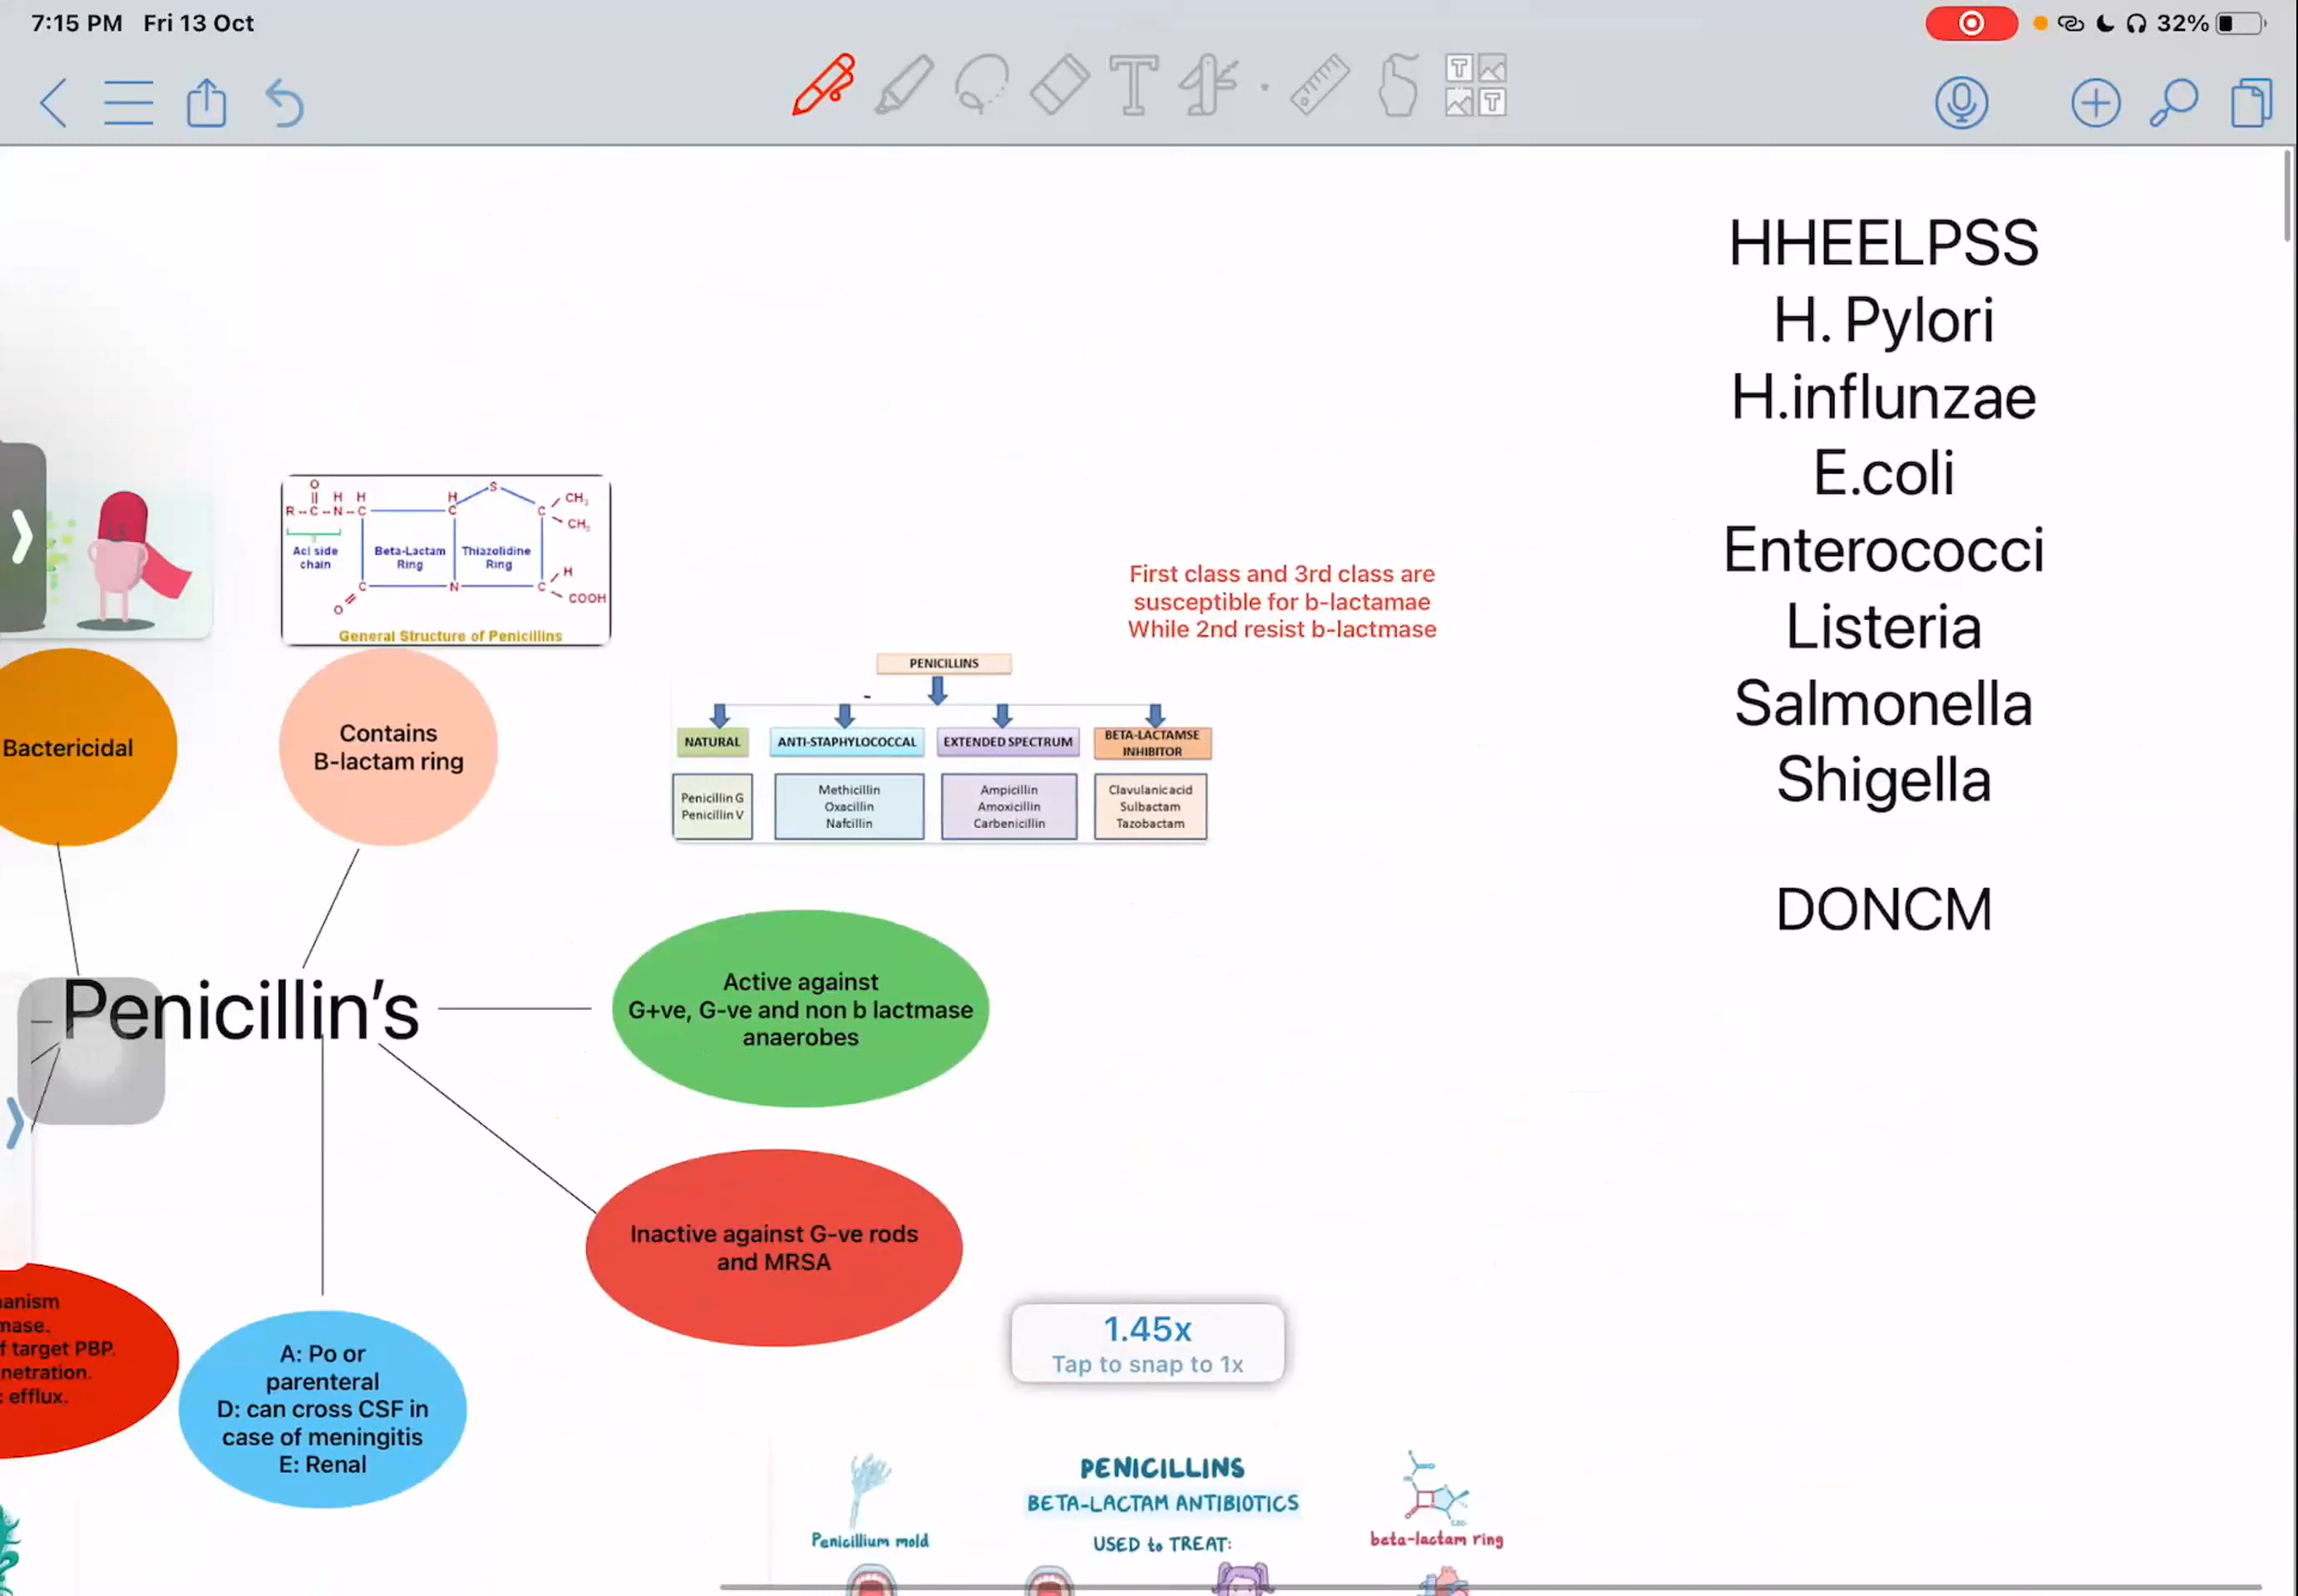 7:15 PM Fri 13 Oct
32%
HHEELPSS
H. Pylori
H.influnzae
E.coli
Enterococci
Listeria
Salmonella
Shigella
DONCM
O
R-C-N-C
H H
H
C
S
C
CH3
CH3
Acl side
chain
Beta-Lactam
Ring
Thiazolidine
Ring
C
N
C
H
COOH
O
General Structure of Penicillins
First class and 3rd class are
susceptible for b-lactamae
While 2nd resist b-lactmase
PENICILLINS
NATURAL
ANTI-STAPHYLOCOCCAL
EXTENDED SPECTRUM
BETA-LACTAMSE
INHIBITOR
Penicillin G
Penicillin V
Methicillin
Oxacillin
Nafcillin
Ampicillin
Amoxicillin
Carbenicillin
Clavulanic acid
Sulbactam
Tazobactam
Bactericidal
Contains
B-lactam ring
Penicillin’s
Active against
G+ve, G-ve and non b lactmase
anaerobes
Inactive against G-ve rods
and MRSA
f target PBP.
efflux.
A: Po or
parenteral
D: can cross CSF in
case of meningitis
E: Renal
1.45x
Tap to snap to 1x
PENICILLINS
BETA-LACTAM ANTIBIOTICS
USED to TREAT:
Penicillium mold
beta-lactam ring